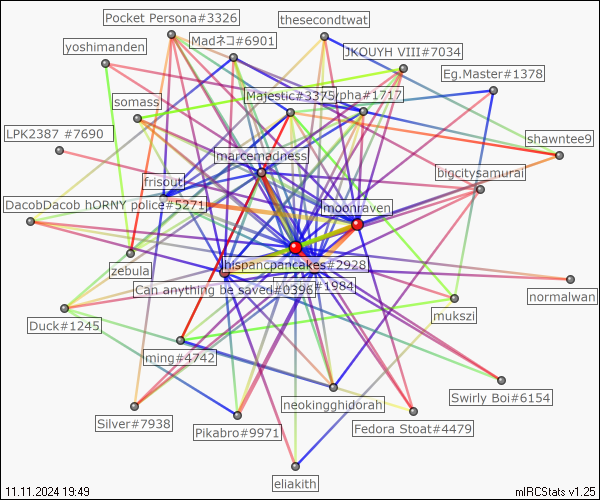 Pocket Persona#3326
thesecondtwat
Madネコ#6901
yoshimanden
JKQUYH VIII#7034
Eg.Master#1378
Majestic#3375
rpha#1717
somass
LPK2387 #7690
shawntee9
marcemadness
bigcitysamurai
frisout
DacobDacob hORNY police#5271
moonraven
zebula
hispancpancakes#2928
Can anything be saved#0396
#1984
normalwan
mukszi
Duck#1245
ming#4742
Swirly Boi#6154
neokingghidorah
Silver#7938
Pikabro#9971
Fedora Stoat#4479
eliakith
11.11.2024 19:49
mIRCStats v1.25